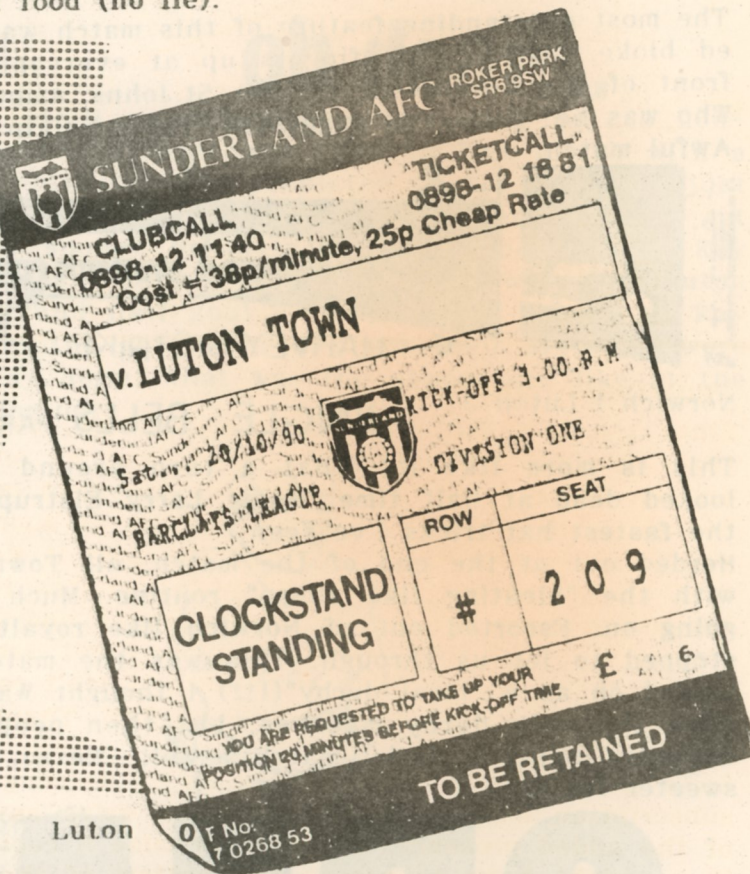 food (no lie).
SUNDERLAND AFC
ROKER PARK
SR6 9SW
CLUBCALL
0898-12 11 40
TICKETCALL
0898-12 18 81
Cost = 38p/minute, 25p Cheap Rate
v. LUTON TOWN
Sat... 20/10/90
KICK-OFF 3.00 P.M
BARCLAYS LEAGUE
SUNDERLAND
DIVISION ONE
CLOCKSTAND
STANDING
ROW
SEAT
#
2 0 9
£ 6
YOU ARE REQUESTED TO TAKE UP YOUR
POSITION 20 MINUTES BEFORE KICK-OFF TIME
TO BE RETAINED
Luton 0
F No:
7 0268 53